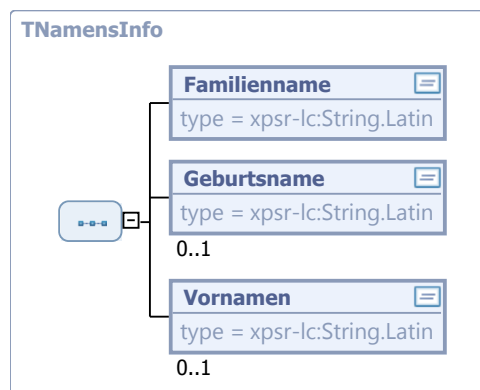 TNamensInfo
Familienname
type = xpsr-lc:String.Latin
Geburtsname
type = xpsr-lc:String.Latin
0..1
Vornamen
type = xpsr-lc:String.Latin
0..1